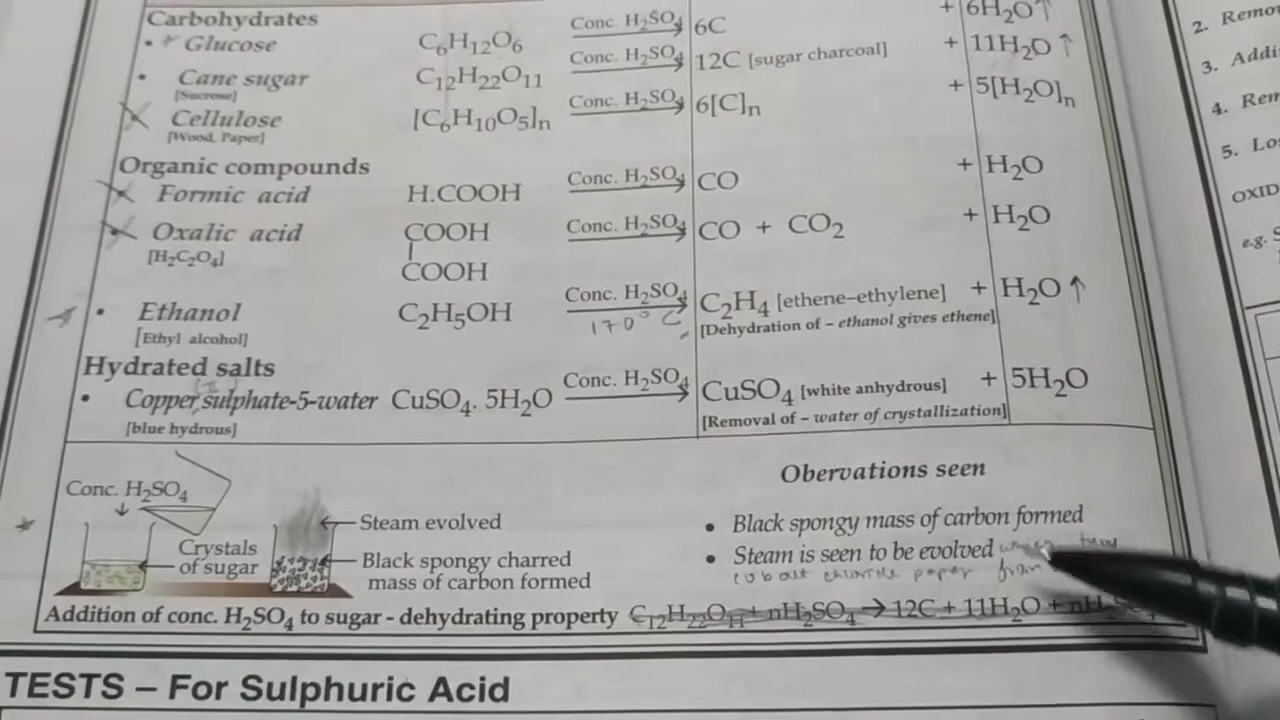 Carbohydrates
• Glucose C₆H₁₂O₆ Conc. H₂SO₄ 6C + 6H₂O↑
• Cane sugar C₁₂H₂₂O₁₁ Conc. H₂SO₄ 12C [sugar charcoal] + 11H₂O ↑
[Sucrose]
Cellulose [C₆H₁₀O₅]n Conc. H₂SO₄ 6[C]n + 5[H₂O]n
[Wood, Paper]
Organic compounds
Formic acid H.COOH Conc. H₂SO₄ CO + H₂O
Oxalic acid COOH Conc. H₂SO₄ CO + CO₂ + H₂O
[H₂C₂O₄] COOH
• Ethanol C₂H₅OH Conc. H₂SO₄ 170°C C₂H₄ [ethene–ethylene] + H₂O ↑
[Ethyl alcohol] [Dehydration of – ethanol gives ethene]
Hydrated salts
(II)
• Copper sulphate-5-water CuSO₄. 5H₂O Conc. H₂SO₄ CuSO₄ [white anhydrous] + 5H₂O
[blue hydrous] [Removal of – water of crystallization]
Conc. H₂SO₄
Crystals
of sugar
Steam evolved
Black spongy charred
mass of carbon formed
Obervations seen
• Black spongy mass of carbon formed
• Steam is seen to be evolved which turns
cobalt chloride paper from
Addition of conc. H₂SO₄ to sugar - dehydrating property C₁₂H₂₂O₁₁ + nH₂SO₄ → 12C + 11H₂O +
TESTS – For Sulphuric Acid
2. Remo
3. Addi
4. Rem
5. Lo
OXID
e.g. S